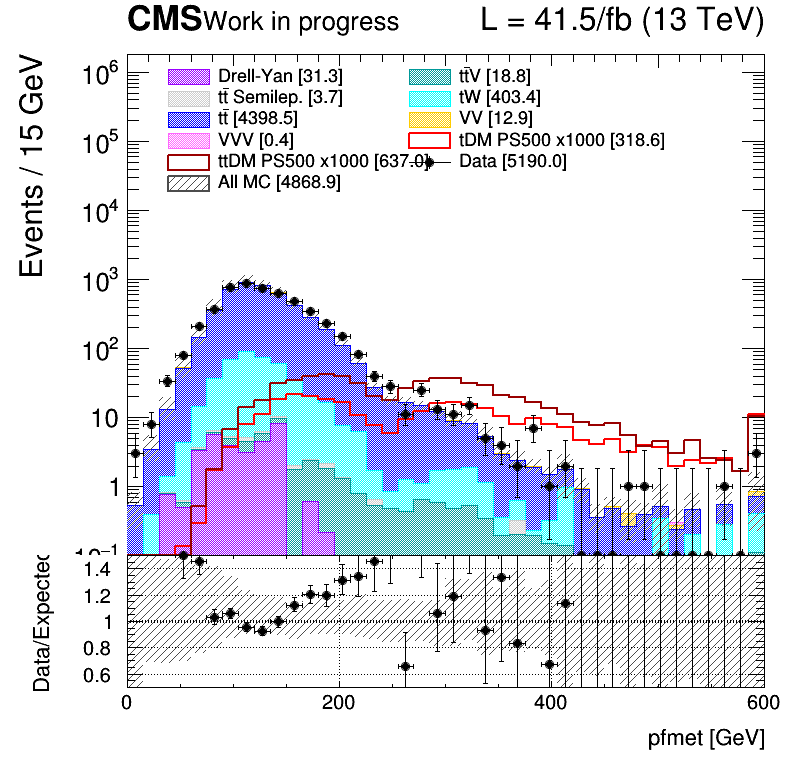 CMS Work in progress L = 41.5/fb (13 TeV)
Events / 15 GeV
10⁶
10⁵
10⁴
10³
10²
10
1
10⁻¹
Drell-Yan [31.3] tt̄V [18.8]
tt̄ Semilep. [3.7] tW [403.4]
tt̄ [4398.5] VV [12.9]
VVV [0.4] tDM PS500 x1000 [318.6]
ttDM PS500 x1000 [637.0] Data [5190.0]
All MC [4868.9]
Data/Expected
1.4
1.2
1
0.8
0.6
0 200 400 600
pfmet [GeV]